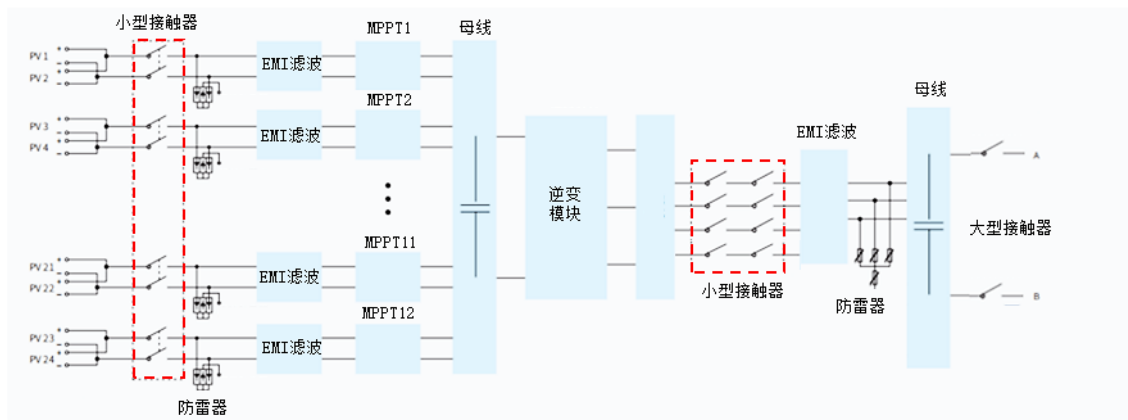 小型接触器
MPPT1
母线
PV1
+
-
+
PV2
-
EMI滤波
MPPT2
母线
PV3
+
-
+
PV4
-
EMI滤波
EMI滤波
A
逆变
模块
大型接触器
MPPT11
PV21
+
-
+
PV22
-
EMI滤波
小型接触器
B
防雷器
MPPT12
PV23
+
-
+
PV24
-
EMI滤波
防雷器